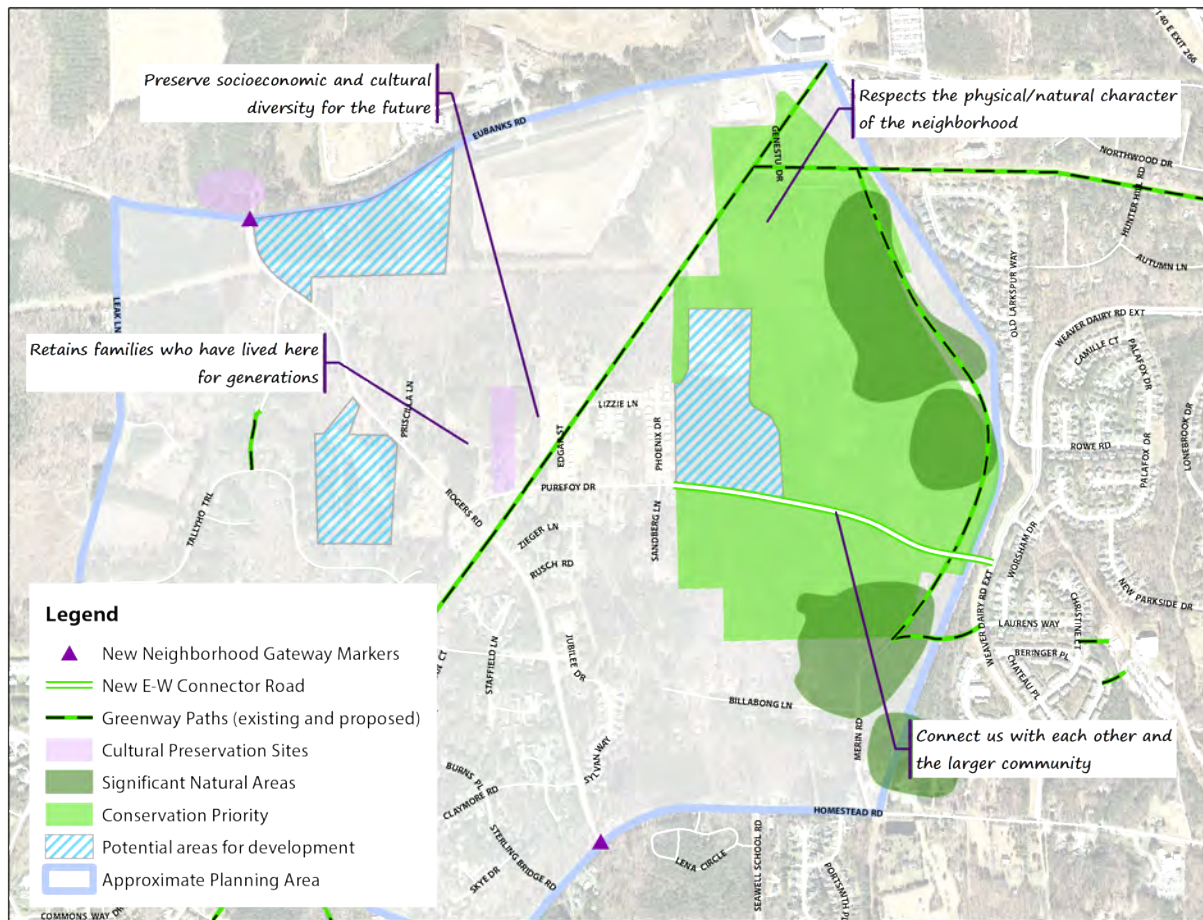 I 40 E EXIT 266
Preserve socioeconomic and cultural
diversity for the future
Respects the physical/natural character
of the neighborhood
EUBANKS RD
GENESTU DR
NORTHWOOD DR
HUNTER HILL RD
AUTUMN LN
OLD LARKSPUR WAY
WEAVER DAIRY RD EXT
CAMILLE CT
PALAFOX DR
LEAK LN
Retains families who have lived here
for generations
PRISCILLA LN
LIZZIE LN
EDGAR ST
PHOENIX DR
ROWE RD
PALAFOX DR
LONEBROOK DR
TALLYHO TRL
ROGERS RD
PUREFOY DR
ZIEGER LN
SANDBERG LN
RUSCH RD
WORSHAM DR
NEW PARKSIDE DR
WEAVER DAIRY RD EXT
LAURENS WAY
CHRISTINE CT
BERINGER PL
CHATEAU PL
STAFFIELD LN
JUBILEE DR
BILLABONG LN
MERIN RD
Connect us with each other and
the larger community
SYLVAN WAY
BURNS PL
CLAYMORE RD
STERLING BRIDGE RD
SKYE DR
HOMESTEAD RD
LENA CIRCLE
SEAWELL SCHOOL RD
PORTSMITH PL
COMMONS WAY DR
Legend
New Neighborhood Gateway Markers
New E-W Connector Road
Greenway Paths (existing and proposed)
Cultural Preservation Sites
Significant Natural Areas
Conservation Priority
Potential areas for development
Approximate Planning Area